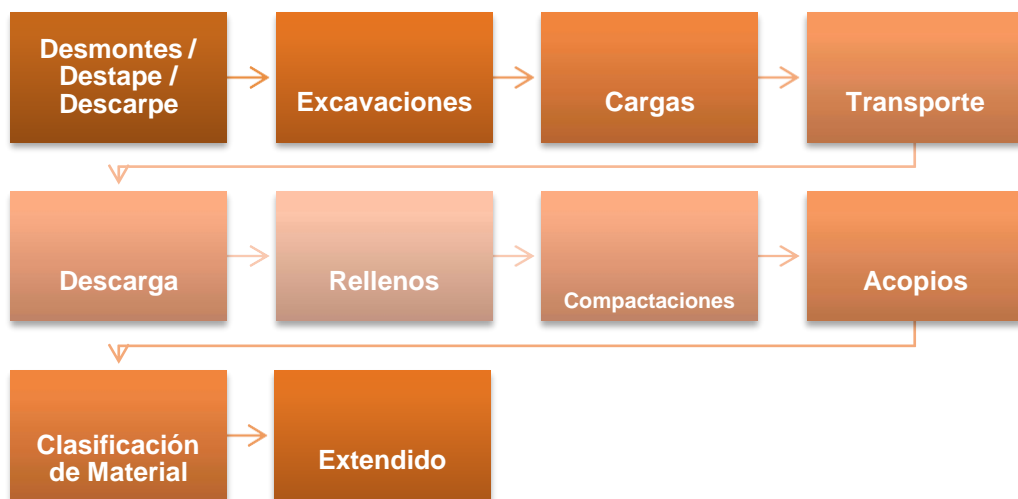 Desmontes /
Destape /
Descarpe
Excavaciones
Cargas
Transporte
Descarga
Rellenos
Compactaciones
Acopios
Clasificación
de Material
Extendido